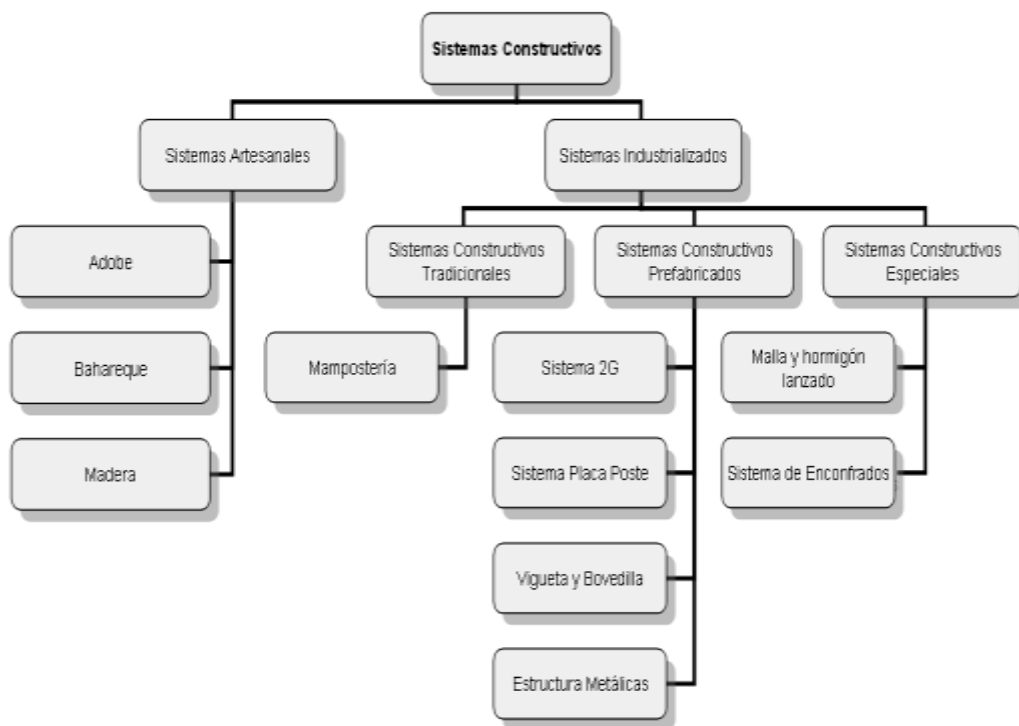 Sistemas Constructivos
Sistemas Artesanales
Sistemas Industrializados
Adobe
Bahareque
Madera
Sistemas Constructivos
Tradicionales
Mampostería
Sistemas Constructivos
Prefabricados
Sistema 2G
Sistema Placa Poste
Vigueta y Bovedilla
Estructura Metálicas
Sistemas Constructivos
Especiales
Malla y hormigón
lanzado
Sistema de Enconfrados